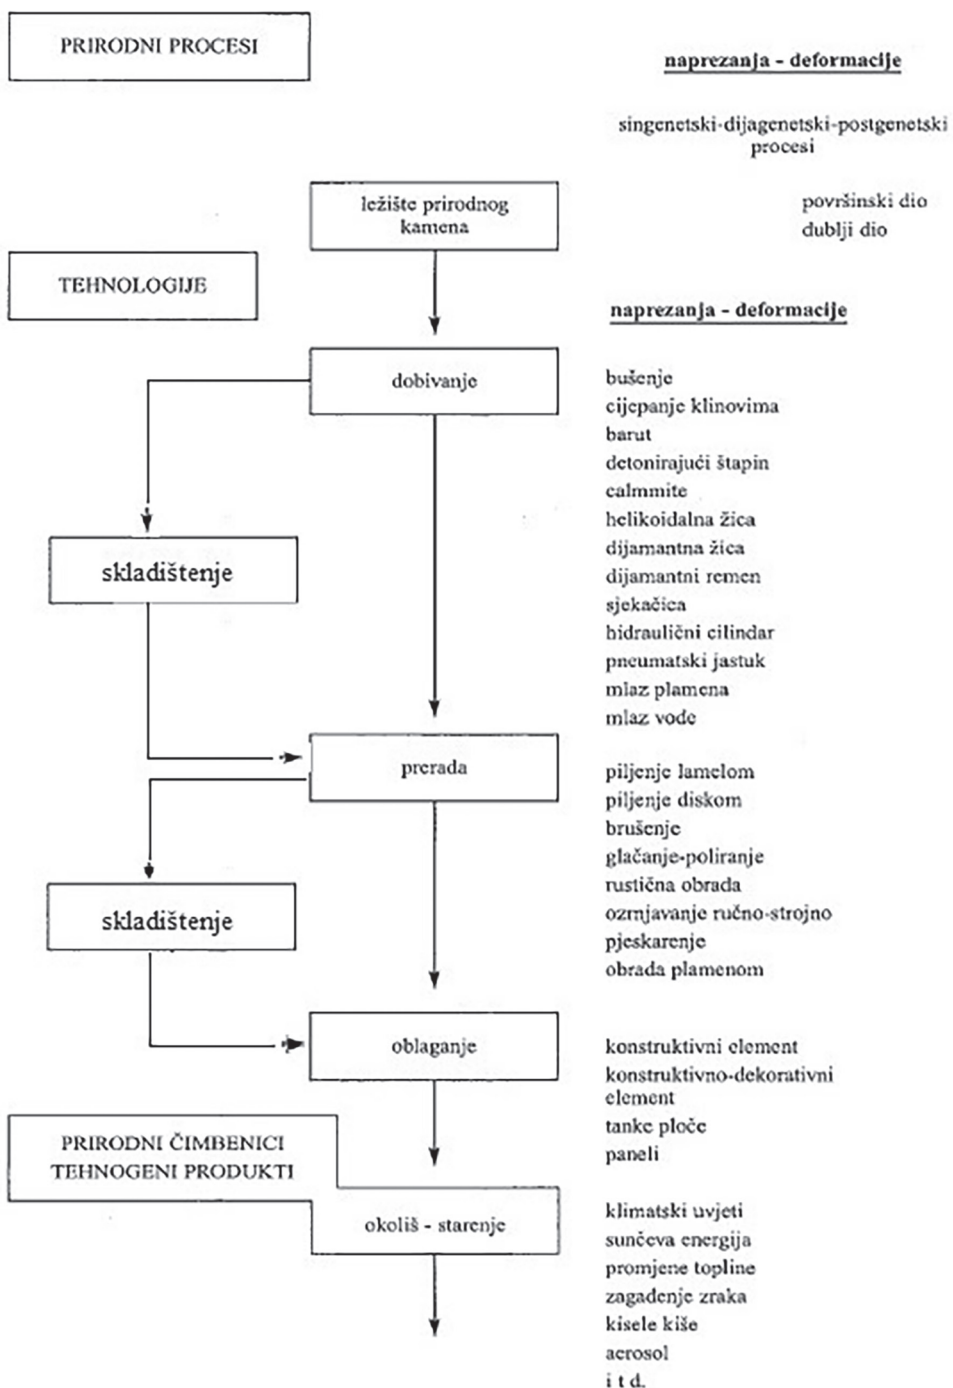 PRIRODNI PROCESI
naprezanja - deformacije
singenetski-dijagenetski-postgenetski
procesi
ležište prirodnog
kamena
površinski dio
dublji dio
TEHNOLOGIJE
naprezanja - deformacije
dobivanje
bušenje
cijepanje klinovima
barut
detonirajući štapin
calmmite
helikoidalna žica
dijamantna žica
dijamantni remen
sjekačica
hidraulični cilindar
pneumatski jastuk
mlaz plamena
mlaz vode
skladištenje
prerada
piljenje lamelom
piljenje diskom
brušenje
glačanje-poliranje
rustična obrada
ozrnjavanje ručno-strojno
pjeskarenje
obrada plamenom
skladištenje
oblaganje
konstruktivni element
konstruktivno-dekorativni
element
tanke ploče
paneli
PRIRODNI ČIMBENICI
TEHNOGENI PRODUKTI
okoliš - starenje
klimatski uvjeti
sunčeva energija
promjene topline
zagađenje zraka
kisele kiše
aerosol
i t d.